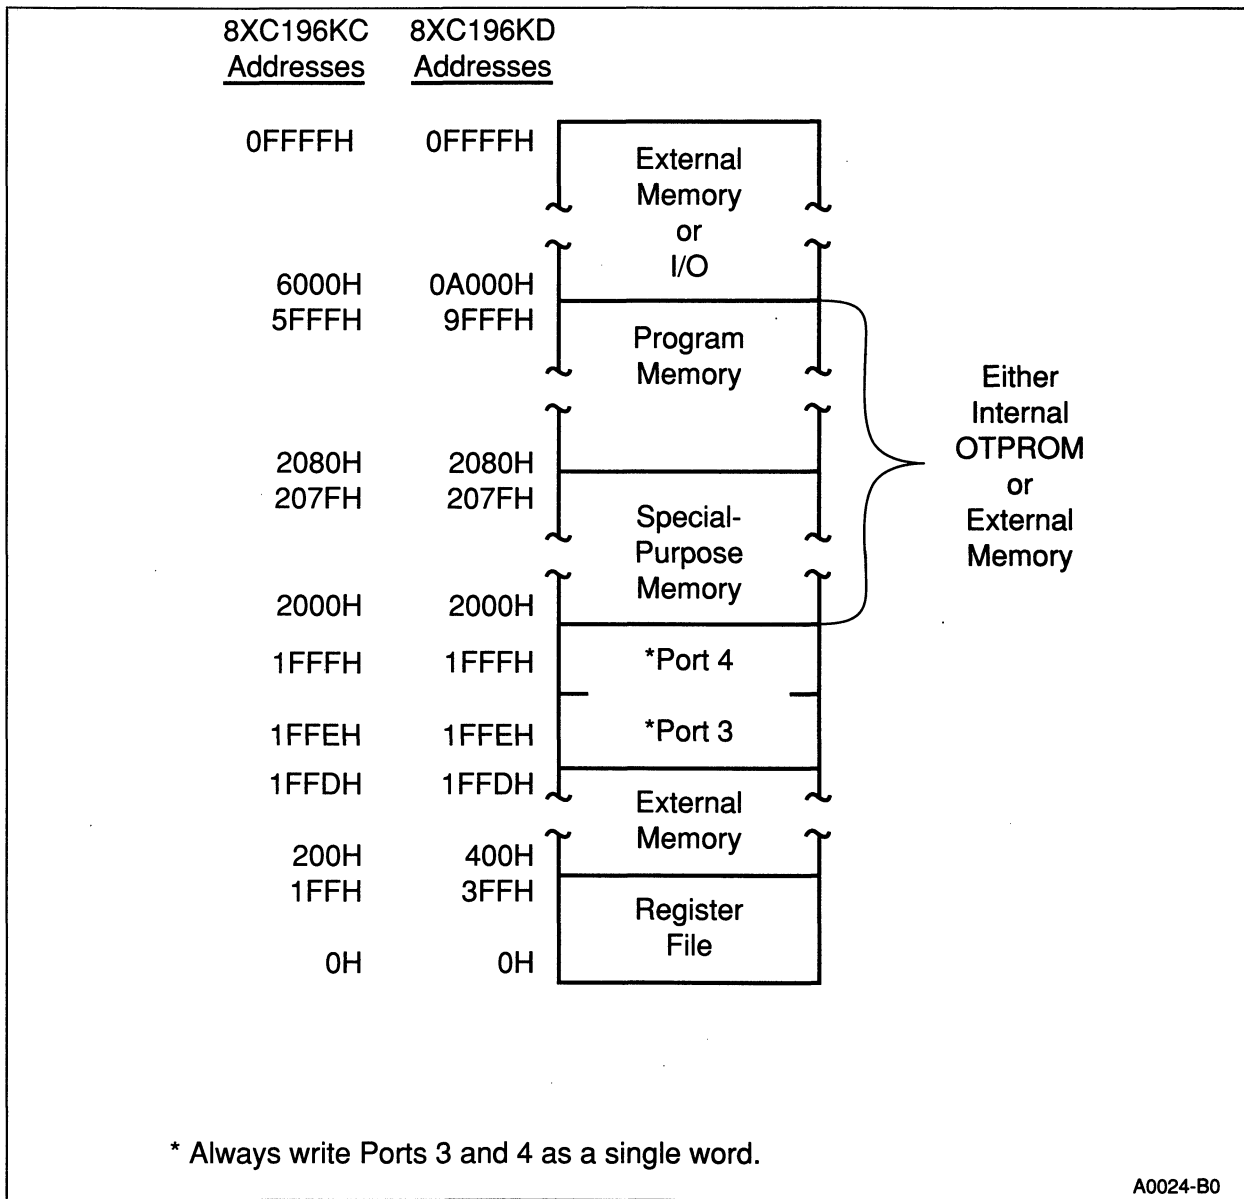 8XC196KC 8XC196KD
Addresses Addresses
0FFFFH 0FFFFH
External
Memory
or
I/O
6000H 0A000H
5FFFH 9FFFH
Program
Memory
Either
Internal
OTPROM
or
External
Memory
2080H 2080H
207FH 207FH
Special-
Purpose
Memory
2000H 2000H
1FFFH 1FFFH *Port 4
1FFEH 1FFEH *Port 3
1FFDH 1FFDH
External
Memory
200H 400H
1FFH 3FFH
Register
File
0H 0H
* Always write Ports 3 and 4 as a single word.
A0024-B0